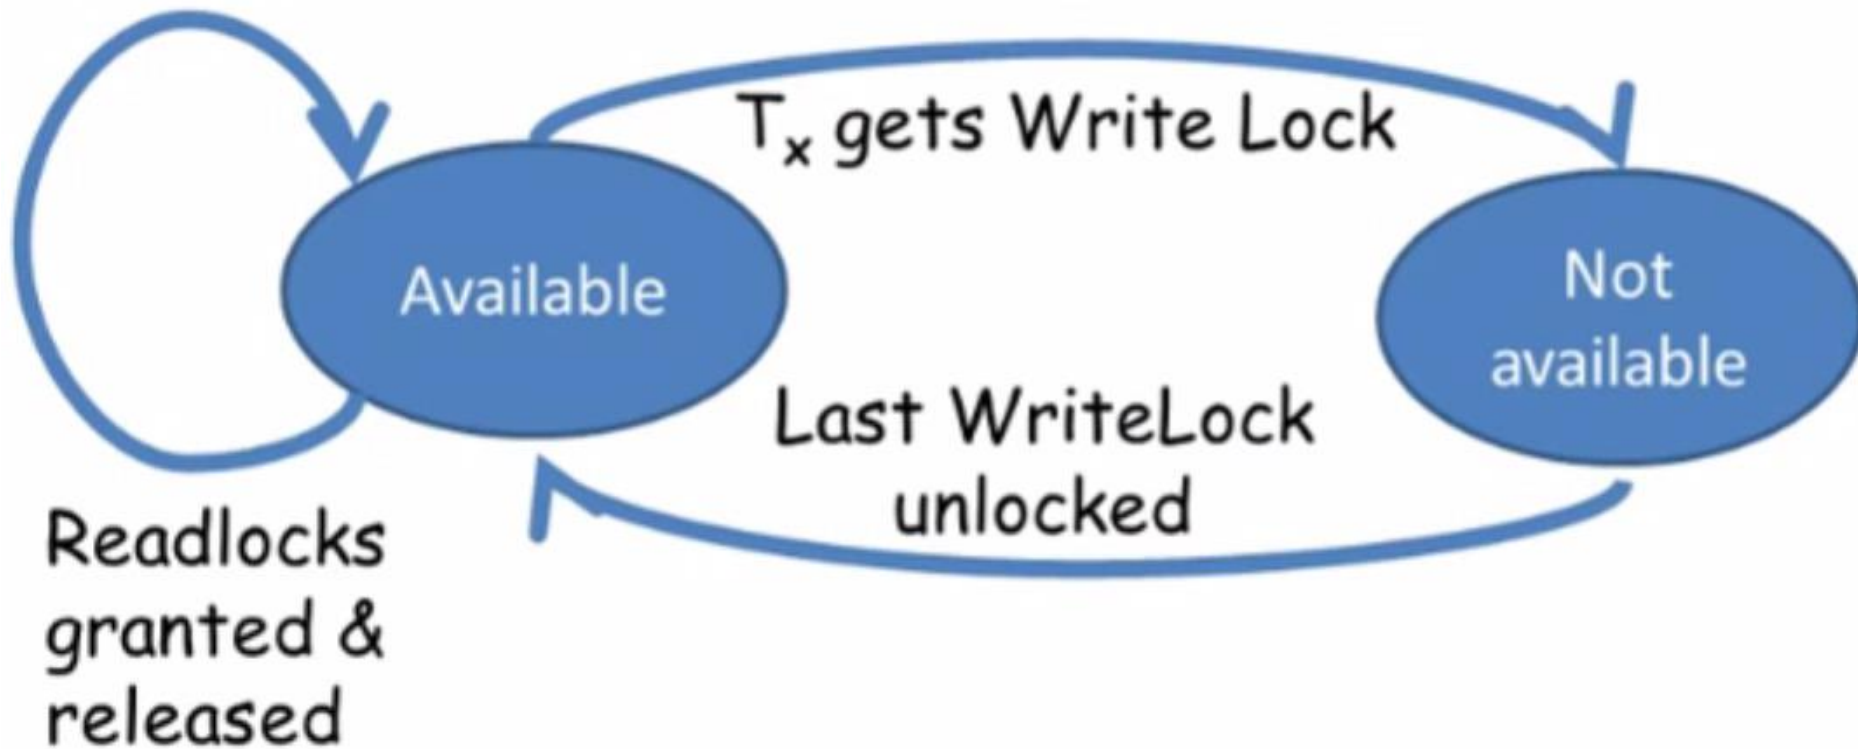 Tx gets Write Lock
Available
Not
available
Last WriteLock
unlocked
Readlocks
granted &
released